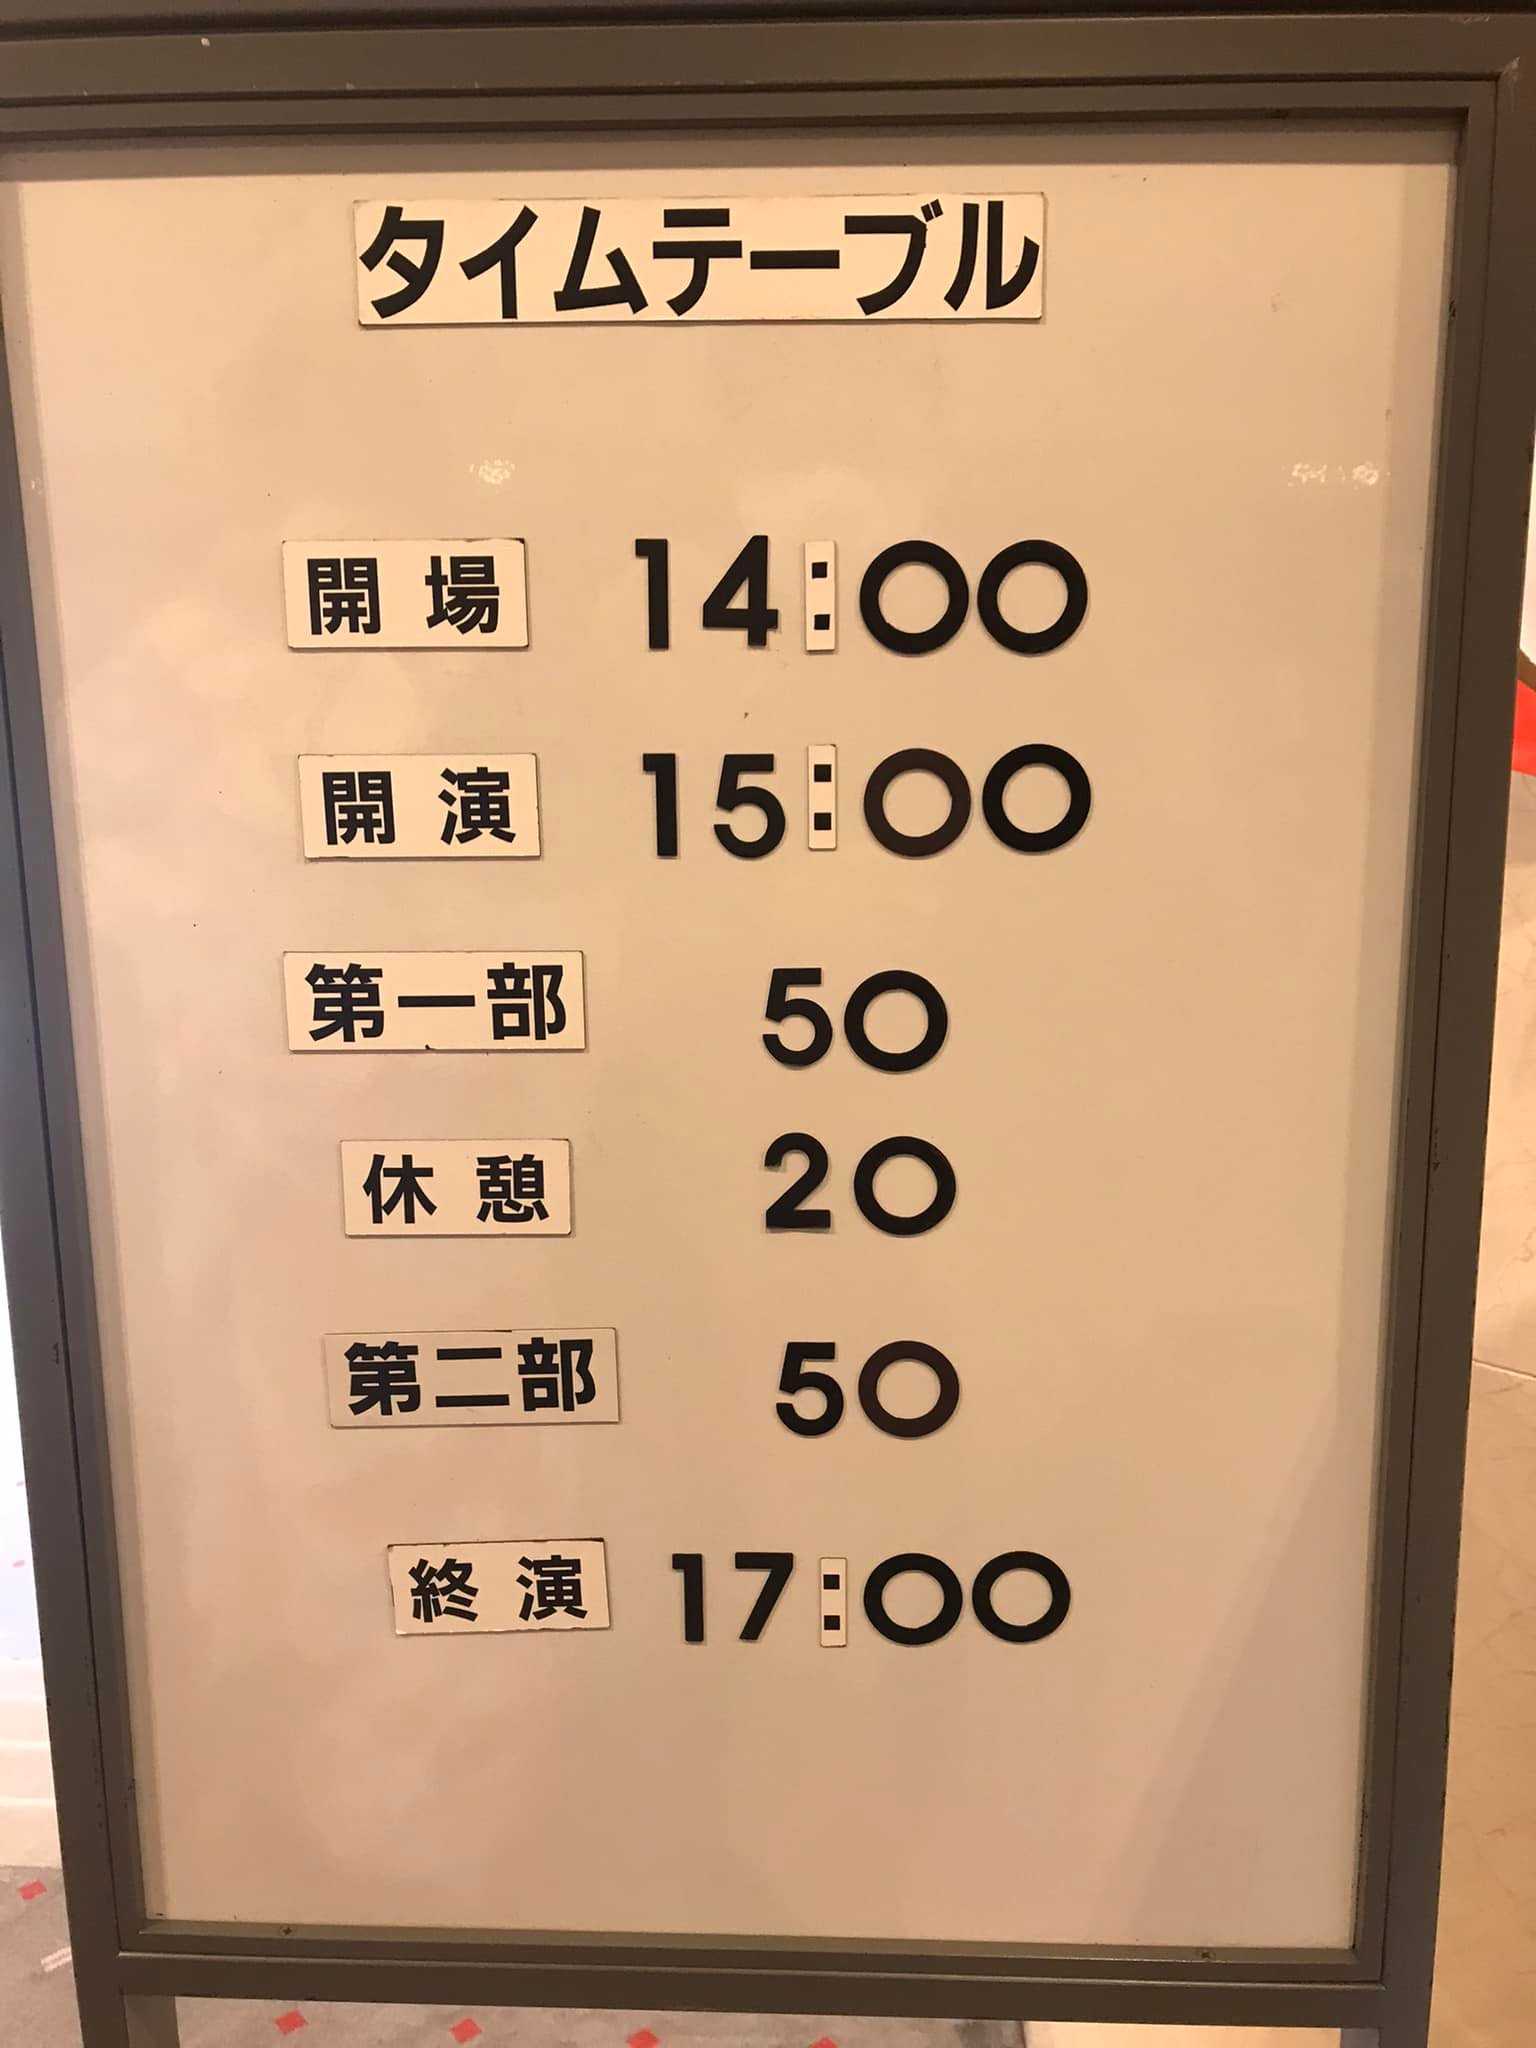 タイムテーブル
開場 14:00
開演 15:00
第一部 50
休憩 20
第二部 50
終演 17:00